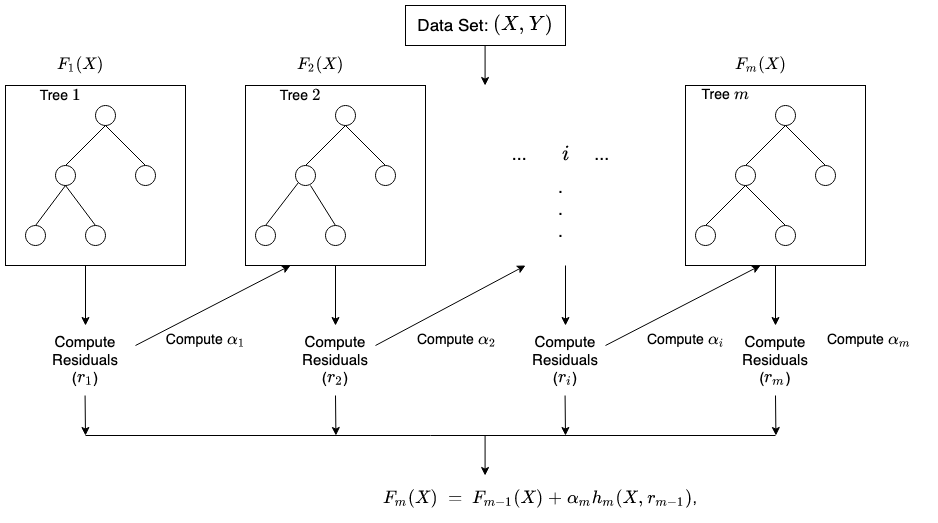 Data Set: (X, Y)
F₁(X)
F₂(X)
Fₘ(X)
Tree 1
Tree 2
Tree m
... i ...
.
.
.
Compute
Residuals
(r₁)
Compute α₁
Compute
Residuals
(r₂)
Compute α₂
Compute
Residuals
(rᵢ)
Compute αᵢ
Compute
Residuals
(rₘ)
Compute αₘ
Fₘ(X) = Fₘ₋₁(X) + αₘhₘ(X, rₘ₋₁),